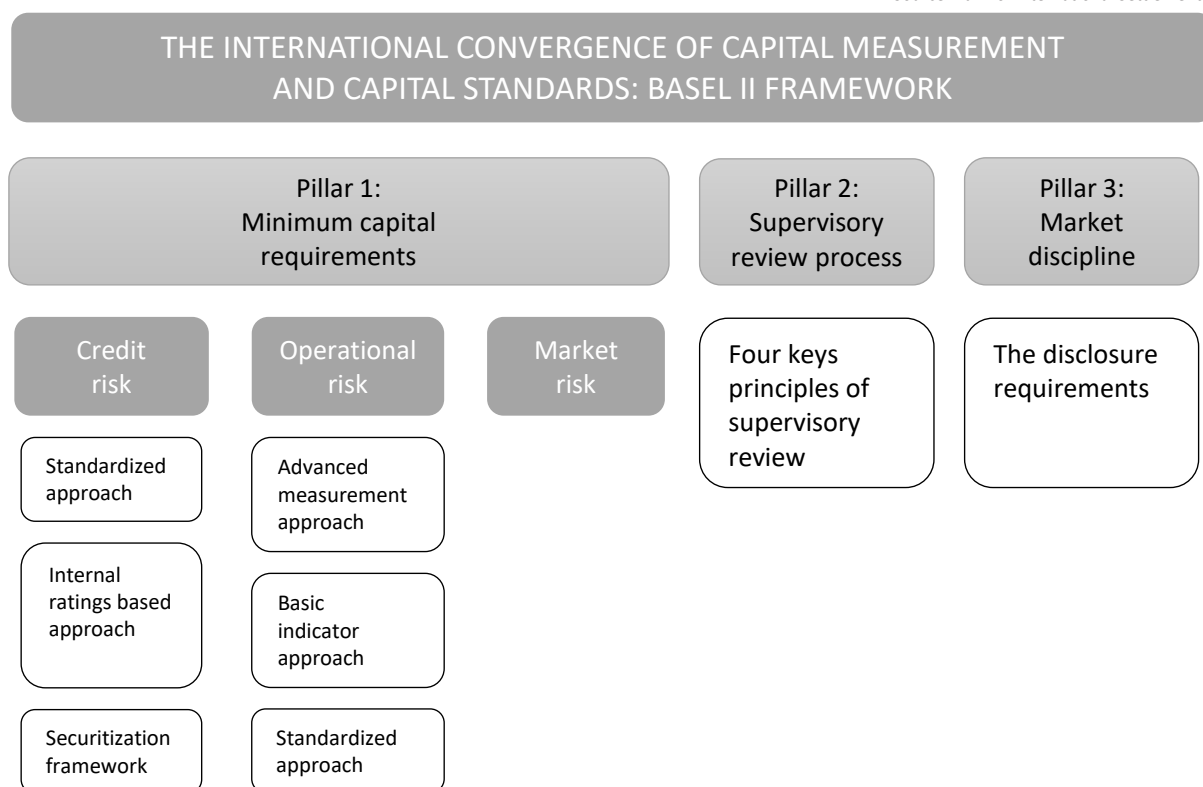 THE INTERNATIONAL CONVERGENCE OF CAPITAL MEASUREMENT
AND CAPITAL STANDARDS: BASEL II FRAMEWORK
Pillar 1:
Minimum capital
requirements
Pillar 2:
Supervisory
review process
Pillar 3:
Market
discipline
Credit
risk
Operational
risk
Market
risk
Four keys
principles of
supervisory
review
The disclosure
requirements
Standardized
approach
Advanced
measurement
approach
Internal
ratings based
approach
Basic
indicator
approach
Securitization
framework
Standardized
approach